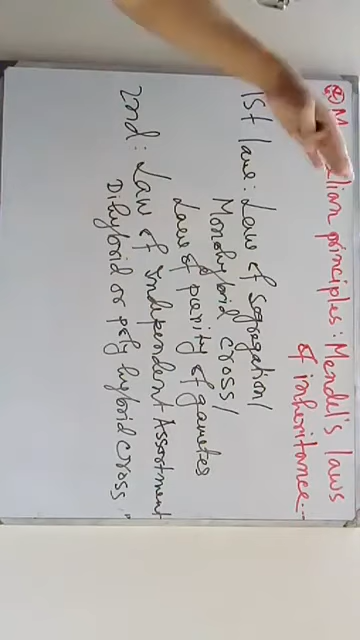 M lian principles: Mendel's laws
of inheritance...
1st law: Law of Segregation/
Monohybrid cross/
Law of purity of gametes
2nd: Law of Independent Assortment
Dihybrid or poly hybrid cross."